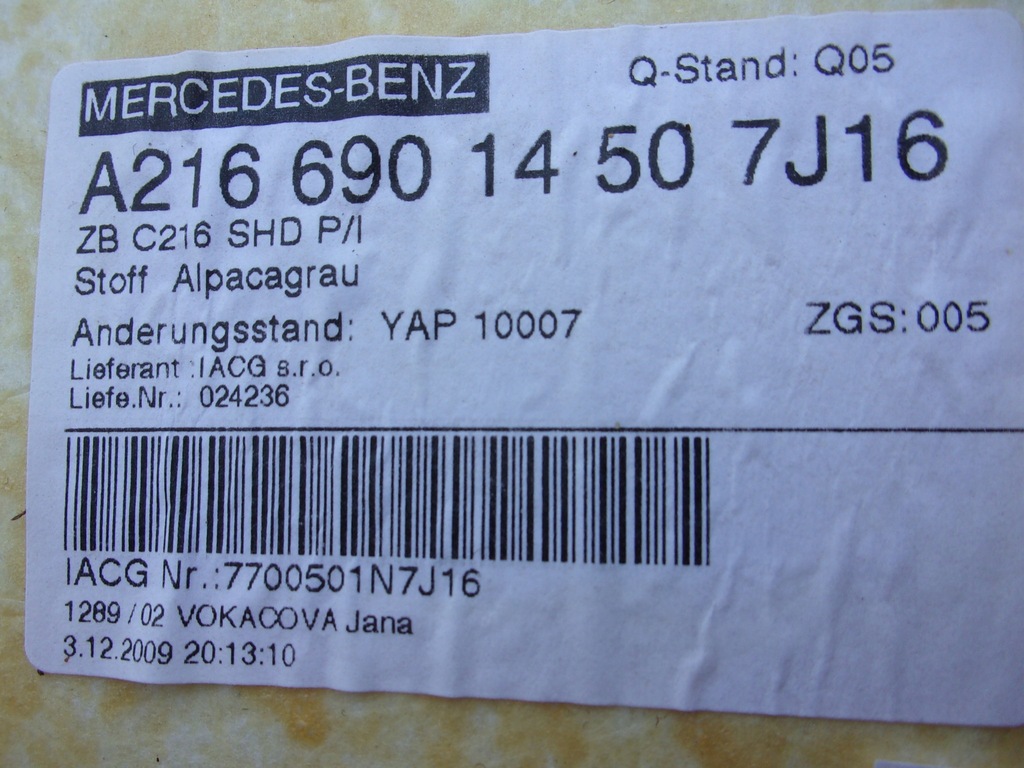 MERCEDES-BENZ Q-Stand: Q05
A216 690 14 50 7J16
ZB C216 SHD P/I
Stoff Alpacagrau
Anderungsstand: YAP 10007 ZGS: 005
Lieferant :IACG s.r.o.
Liefe.Nr.: 024236
IACG Nr.:7700501N7J16
1289 / 02 VOKACOVA Jana
3.12.2009 20:13:10